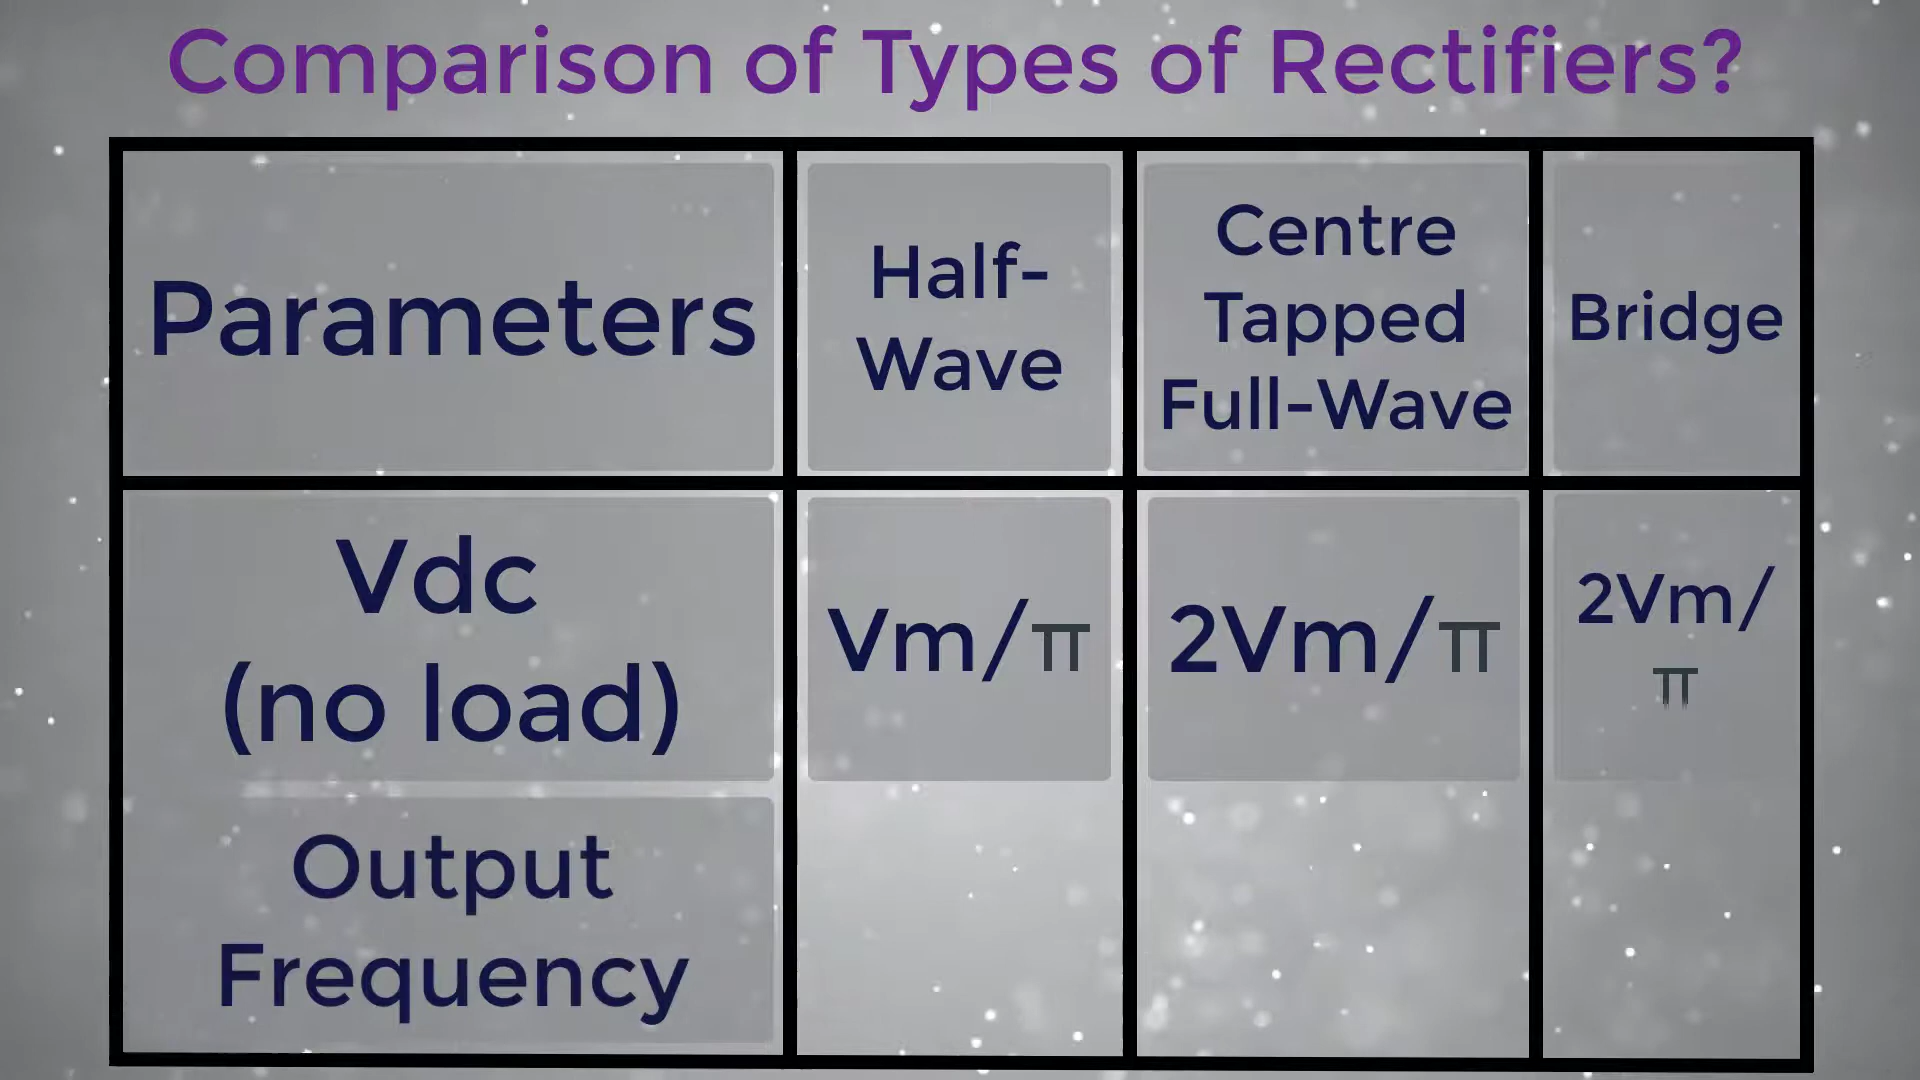 Comparison of Types of Rectifiers?
Parameters
Half-
Wave
Centre
Tapped
Full-Wave
Bridge
Vdc
(no load)
Vm/π
2Vm/π
2Vm/
π
Output
Frequency